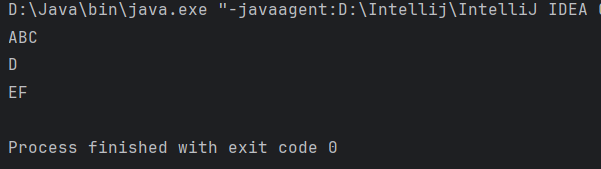 D:\Java\bin\java.exe "-javaagent:D:\Intellij\IntelliJ IDEA
ABC
D
EF
Process finished with exit code 0